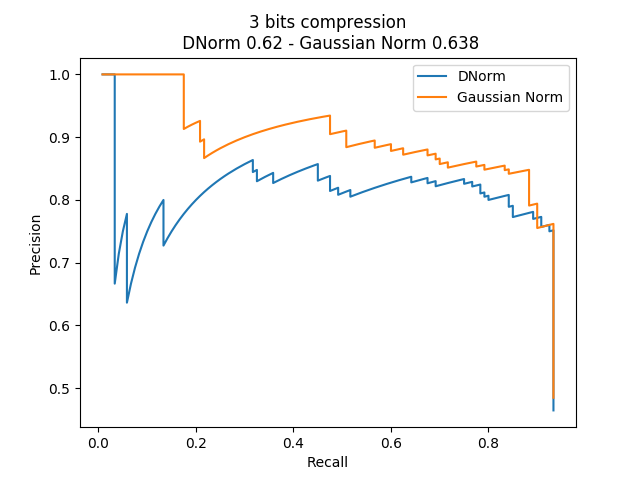 3 bits compression
DNorm 0.62 - Gaussian Norm 0.638
DNorm
Gaussian Norm
1.0
0.9
0.8
0.7
0.6
0.5
Precision
0.0
0.2
0.4
0.6
0.8
Recall